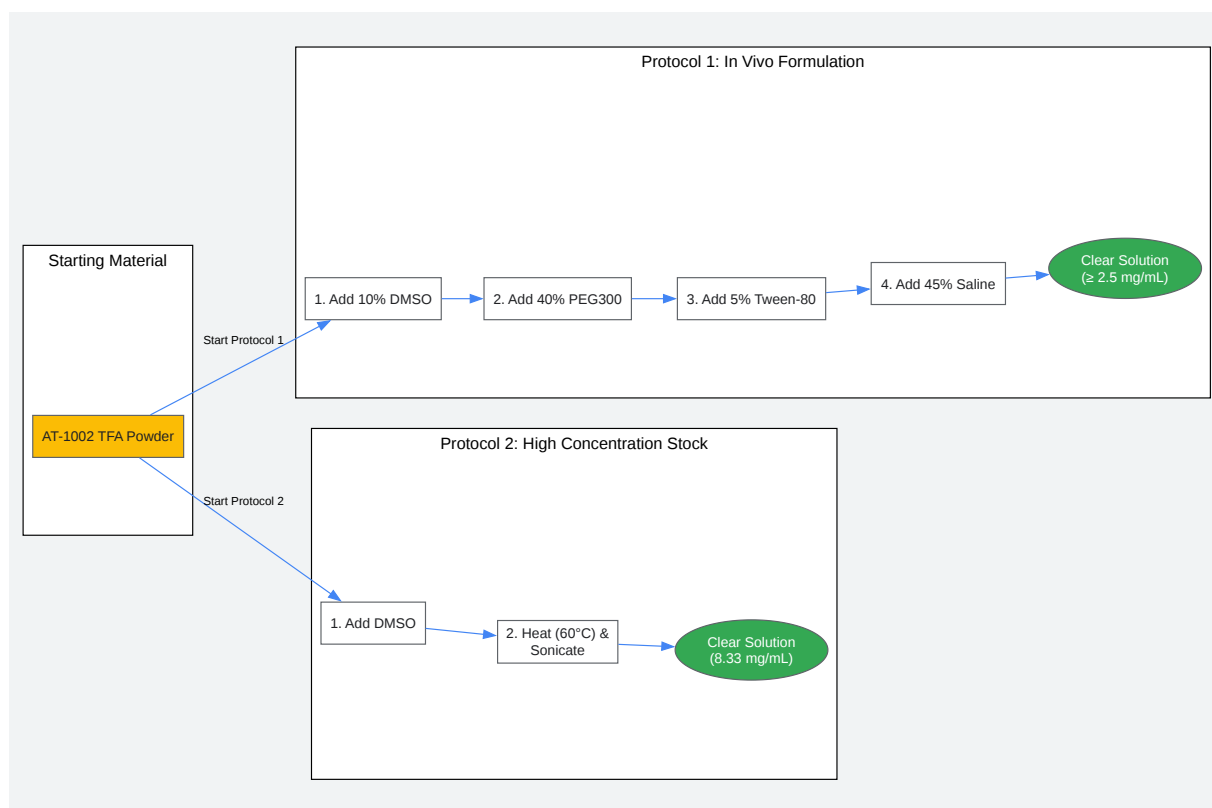 Protocol 1: In Vivo Formulation
Starting Material
1. Add 10% DMSO
2. Add 40% PEG300
3. Add 5% Tween-80
4. Add 45% Saline
Clear Solution
(≥ 2.5 mg/mL)
Start Protocol 1
AT-1002 TFA Powder
Start Protocol 2
Protocol 2: High Concentration Stock
1. Add DMSO
2. Heat (60°C) &
Sonicate
Clear Solution
(8.33 mg/mL)